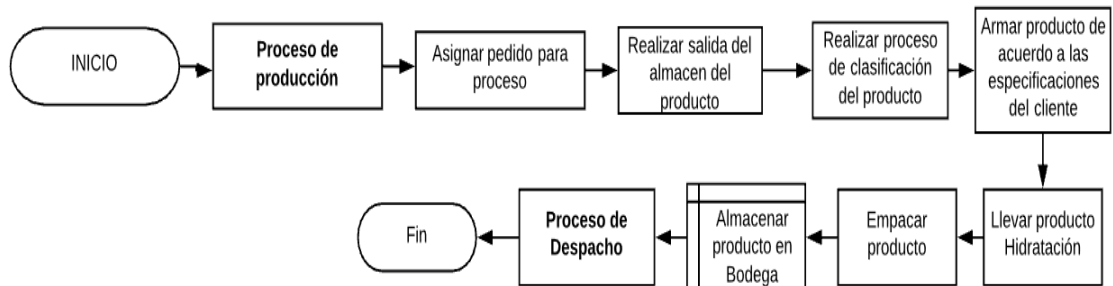 INICIO
Proceso de
producción
Asignar pedido para
proceso
Realizar salida del
almacen del
producto
Realizar proceso
de clasificación
del producto
Armar producto de
acuerdo a las
especificaciones
del cliente
Llevar producto
Hidratación
Empacar
producto
Almacenar
producto en
Bodega
Proceso de
Despacho
Fin